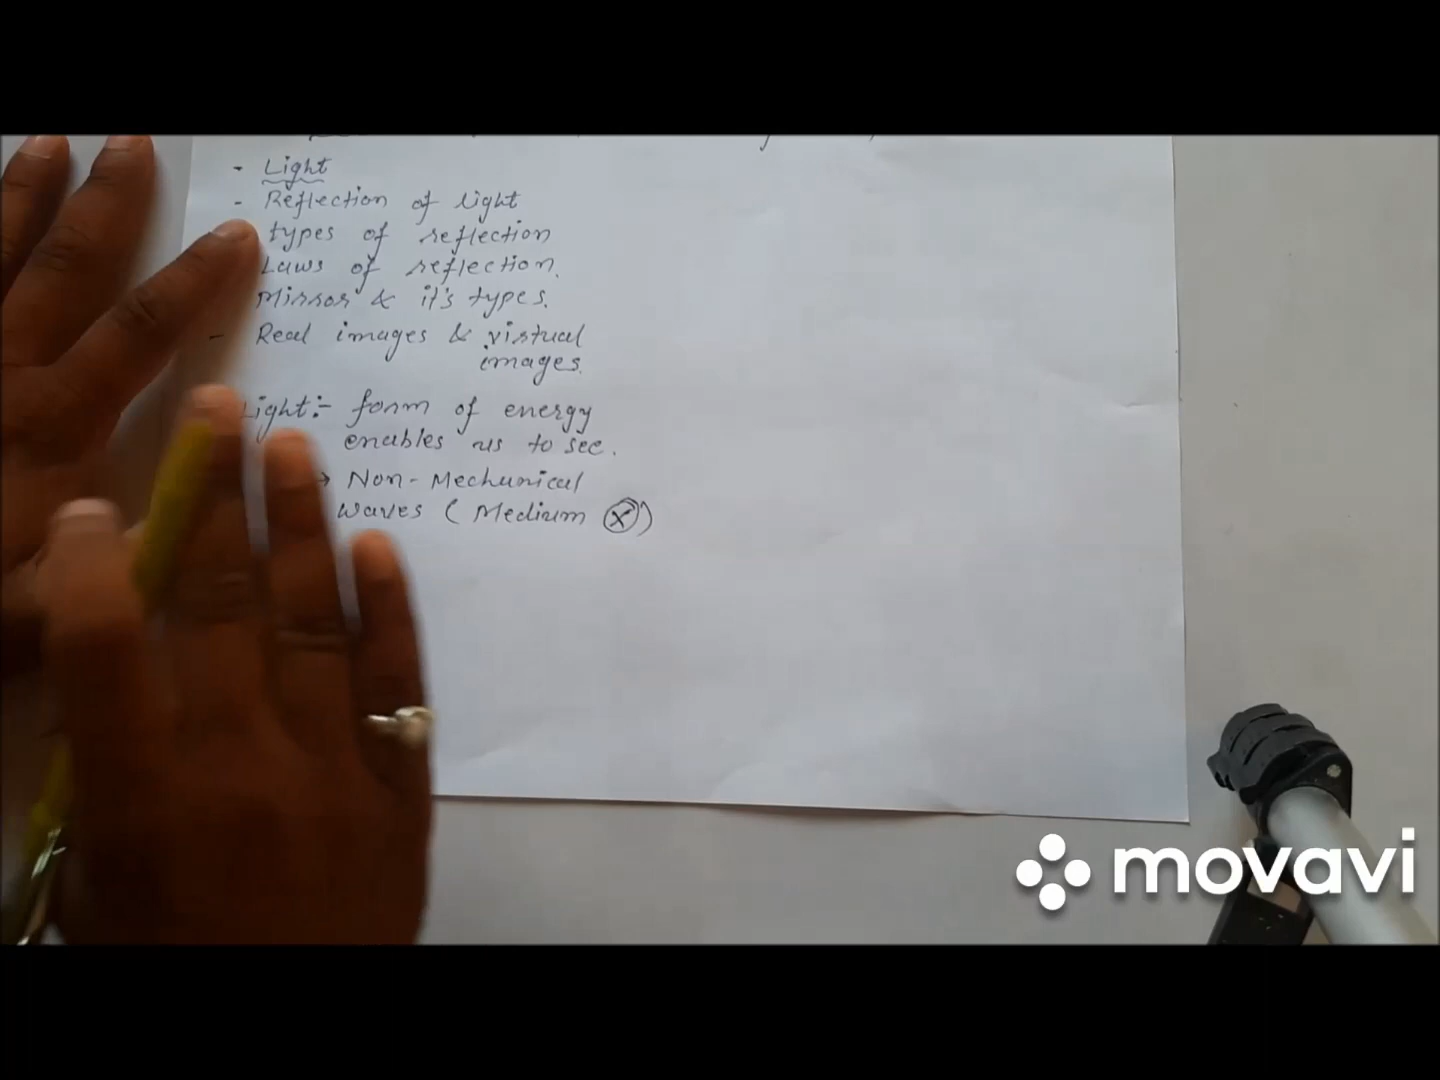 - Light
- Reflection of light
types of reflection
Laws of reflection.
Mirror & it's types.
- Real images & virtual
images.
Light:- form of energy
enables us to see.
→ Non-Mechanical
waves ( Medium X )
movavi